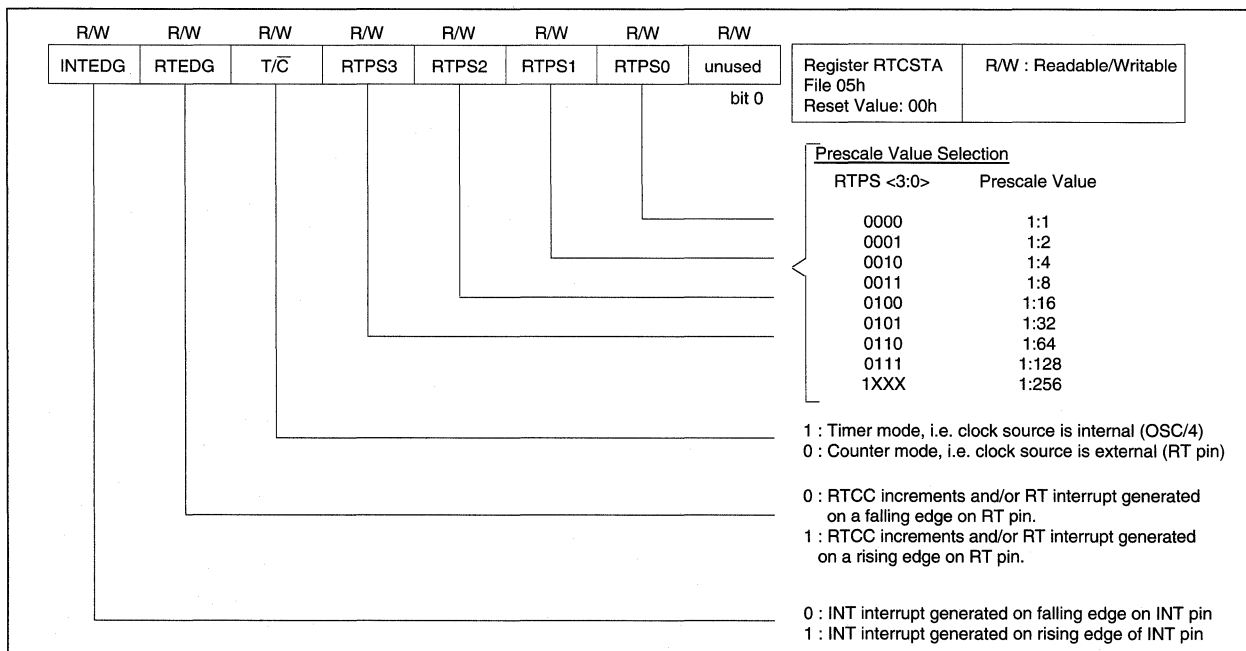 R/W R/W R/W R/W R/W R/W R/W R/W
INTEDG RTEDG T/C̅ RTPS3 RTPS2 RTPS1 RTPS0 unused
bit 0
Register RTCSTA
File 05h
Reset Value: 00h
R/W : Readable/Writable
Prescale Value Selection
RTPS <3:0> Prescale Value
0000 1:1
0001 1:2
0010 1:4
0011 1:8
0100 1:16
0101 1:32
0110 1:64
0111 1:128
1XXX 1:256
1 : Timer mode, i.e. clock source is internal (OSC/4)
0 : Counter mode, i.e. clock source is external (RT pin)
0 : RTCC increments and/or RT interrupt generated
on a falling edge on RT pin.
1 : RTCC increments and/or RT interrupt generated
on a rising edge on RT pin.
0 : INT interrupt generated on falling edge on INT pin
1 : INT interrupt generated on rising edge of INT pin